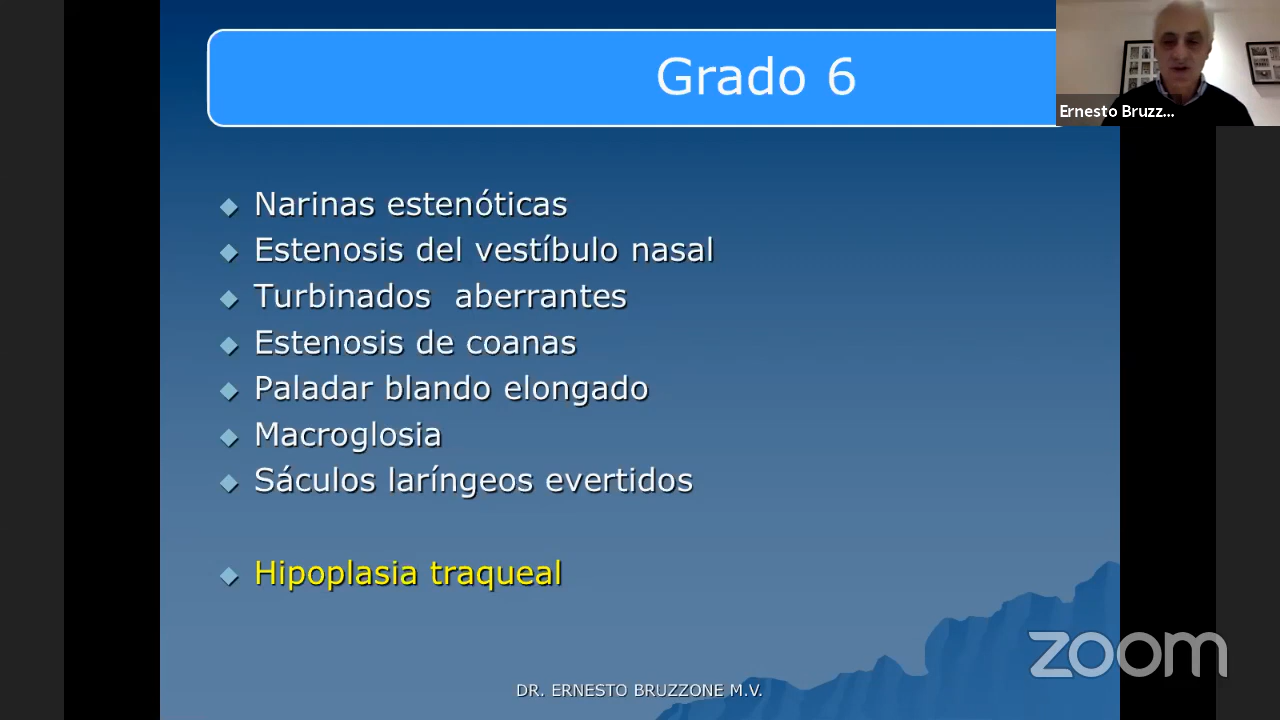 Grado 6
Ernesto Bruzz...
Narinas estenóticas
Estenosis del vestíbulo nasal
Turbinados aberrantes
Estenosis de coanas
Paladar blando elongado
Macroglosia
Sáculos laríngeos evertidos
Hipoplasia traqueal
zoom
DR. ERNESTO BRUZZONE M.V.